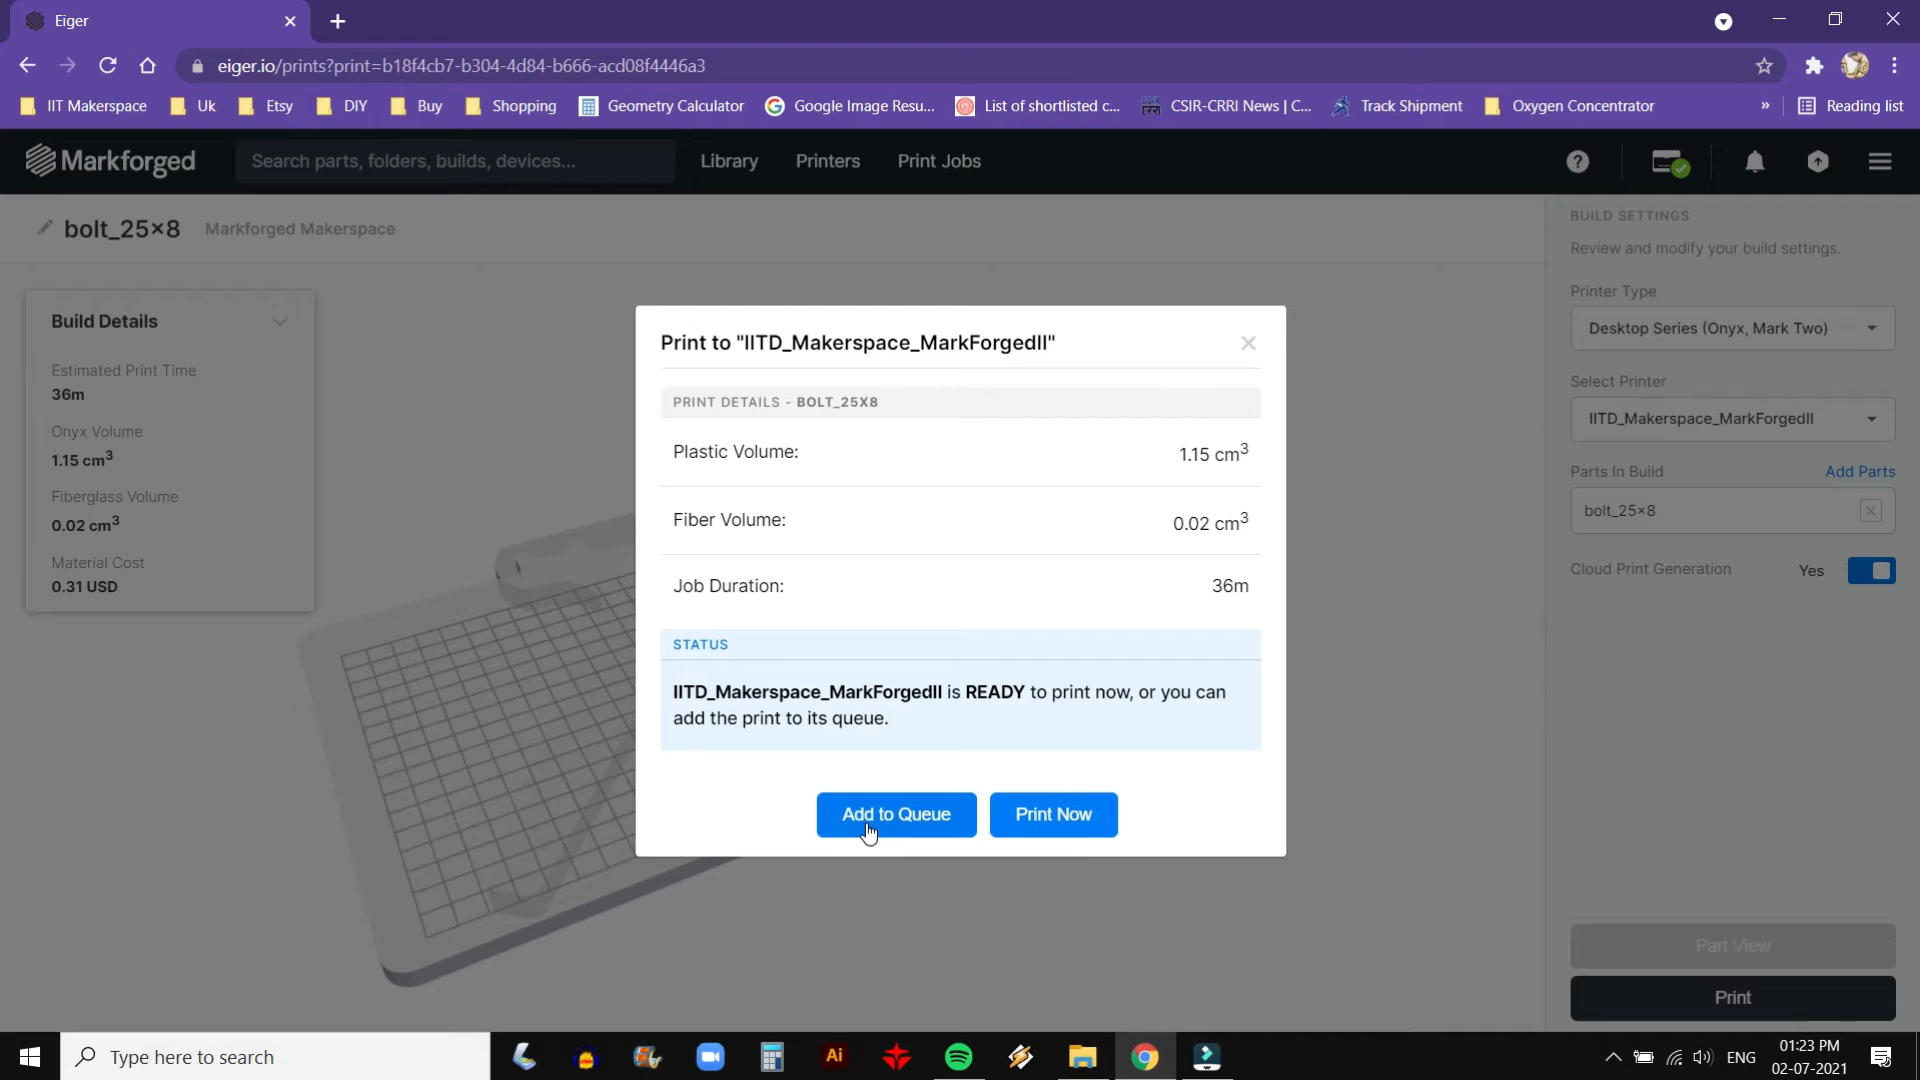 Eiger
eiger.io/prints?print=b18f4cb7-b304-4d84-b666-acd08f4446a3
IIT Makerspace
Uk
Etsy
DIY
Buy
Shopping
Geometry Calculator
Google Image Resu...
List of shortlisted c...
CSIR-CRRI News | C...
Track Shipment
Oxygen Concentrator
»
Reading list
Markforged
Search parts, folders, builds, devices...
Library
Printers
Print Jobs
bolt_25×8
Markforged Makerspace
Build Details
Estimated Print Time
36m
Onyx Volume
1.15 cm³
Fiberglass Volume
0.02 cm³
Material Cost
0.31 USD
Print to "IITD_Makerspace_MarkForgedII"
PRINT DETAILS - BOLT_25X8
Plastic Volume:
1.15 cm³
Fiber Volume:
0.02 cm³
Job Duration:
36m
STATUS
IITD_Makerspace_MarkForgedII is READY to print now, or you can
add the print to its queue.
Add to Queue
Print Now
BUILD SETTINGS
Review and modify your build settings.
Printer Type
Desktop Series (Onyx, Mark Two)
Select Printer
IITD_Makerspace_MarkForgedII
Parts In Build
Add Parts
bolt_25×8
Cloud Print Generation
Yes
Part View
Print
Type here to search
Ai
ENG
01:23 PM
02-07-2021